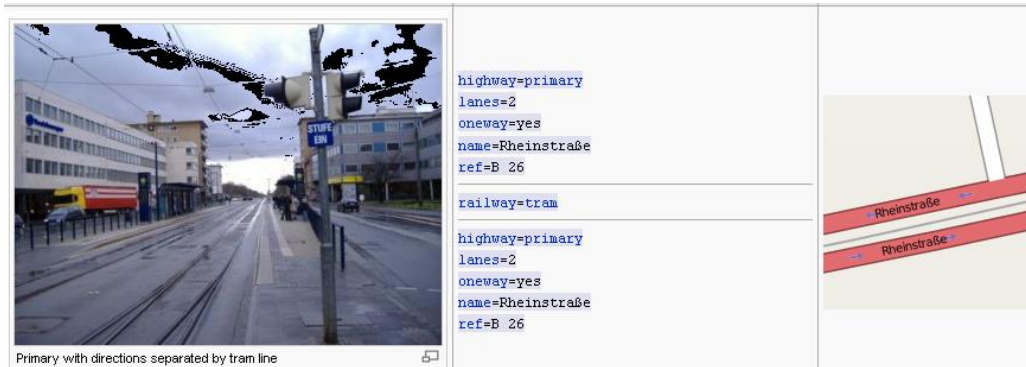 STUFE
EIN
Primary with directions separated by tram line
highway=primary
lanes=2
oneway=yes
name=Rheinstraße
ref=B 26
railway=tram
highway=primary
lanes=2
oneway=yes
name=Rheinstraße
ref=B 26
Rheinstraße
Rheinstraße